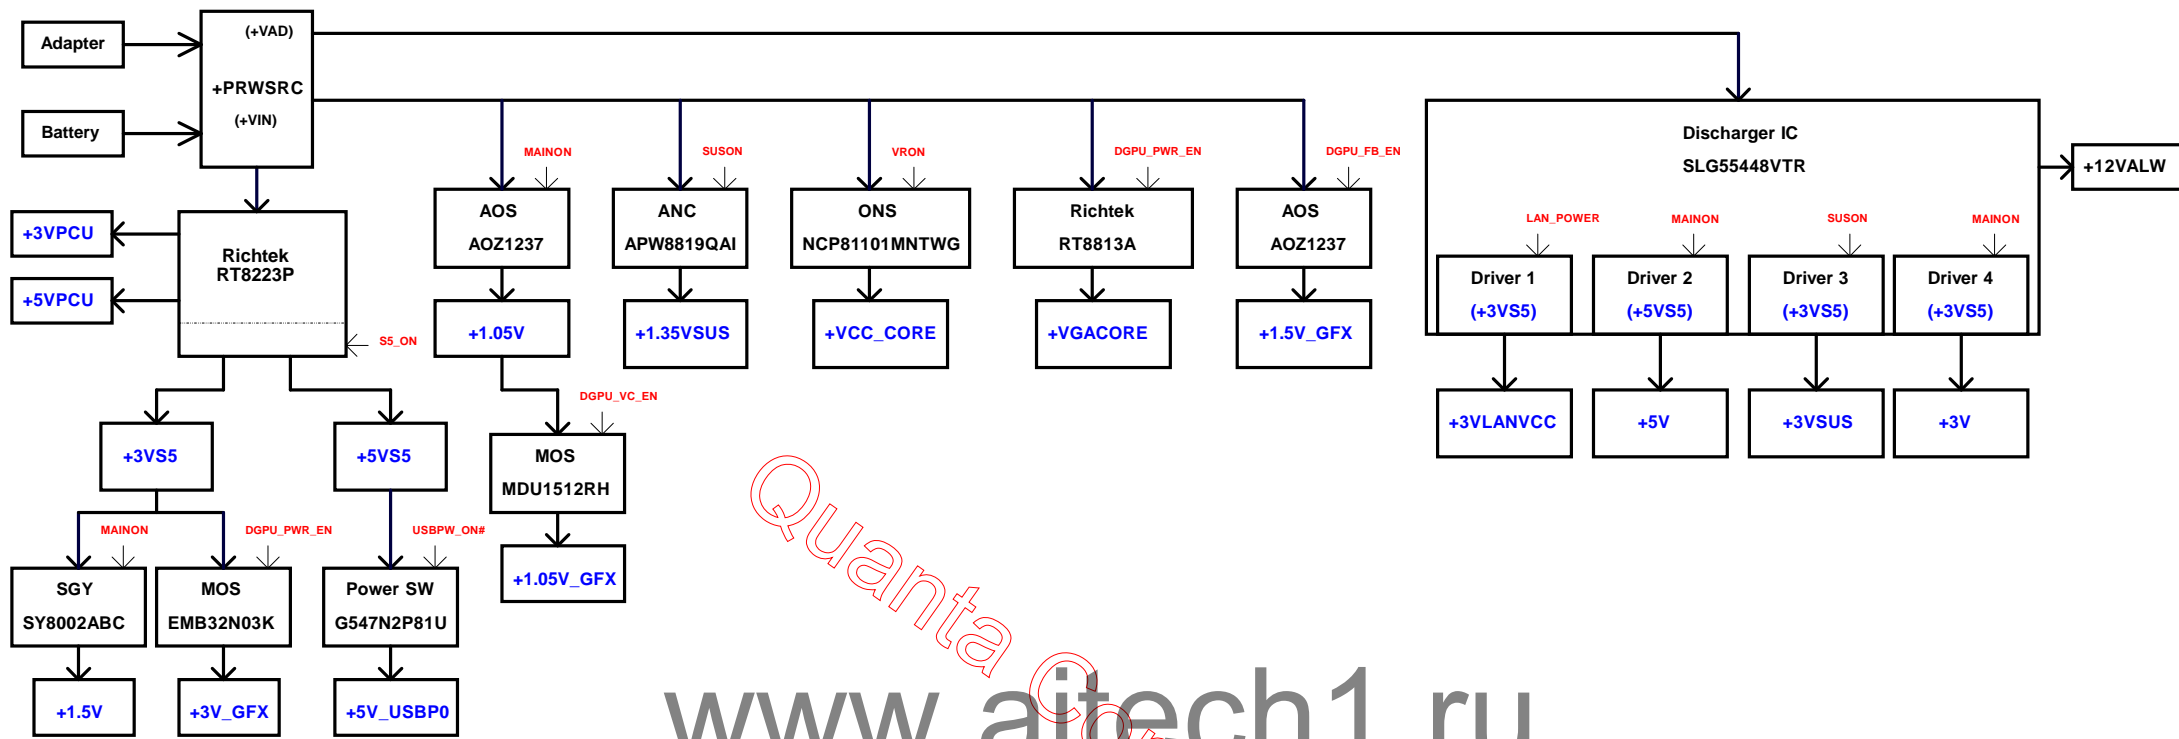 Adapter
(+VAD)
+PRWSRC
(+VIN)
Battery
Discharger IC
SLG55448VTR
+12VALW
MAINON
SUSON
VRON
DGPU_PWR_EN
DGPU_FB_EN
AOS
AOZ1237
ANC
APW8819QAI
ONS
NCP81101MNTWG
Richtek
RT8813A
AOS
AOZ1237
+3VPCU
+5VPCU
Richtek
RT8223P
S5_ON
LAN_POWER
MAINON
SUSON
MAINON
Driver 1
(+3VS5)
Driver 2
(+5VS5)
Driver 3
(+3VS5)
Driver 4
(+3VS5)
+1.05V
+1.35VSUS
+VCC_CORE
+VGACORE
+1.5V_GFX
+3VLANVCC
+5V
+3VSUS
+3V
DGPU_VC_EN
+3VS5
+5VS5
MOS
MDU1512RH
MAINON
DGPU_PWR_EN
USBPW_ON#
+1.05V_GFX
SGY
SY8002ABC
MOS
EMB32N03K
Power SW
G547N2P81U
+1.5V
+3V_GFX
+5V_USBP0
Quanta
www.aitech1.ru